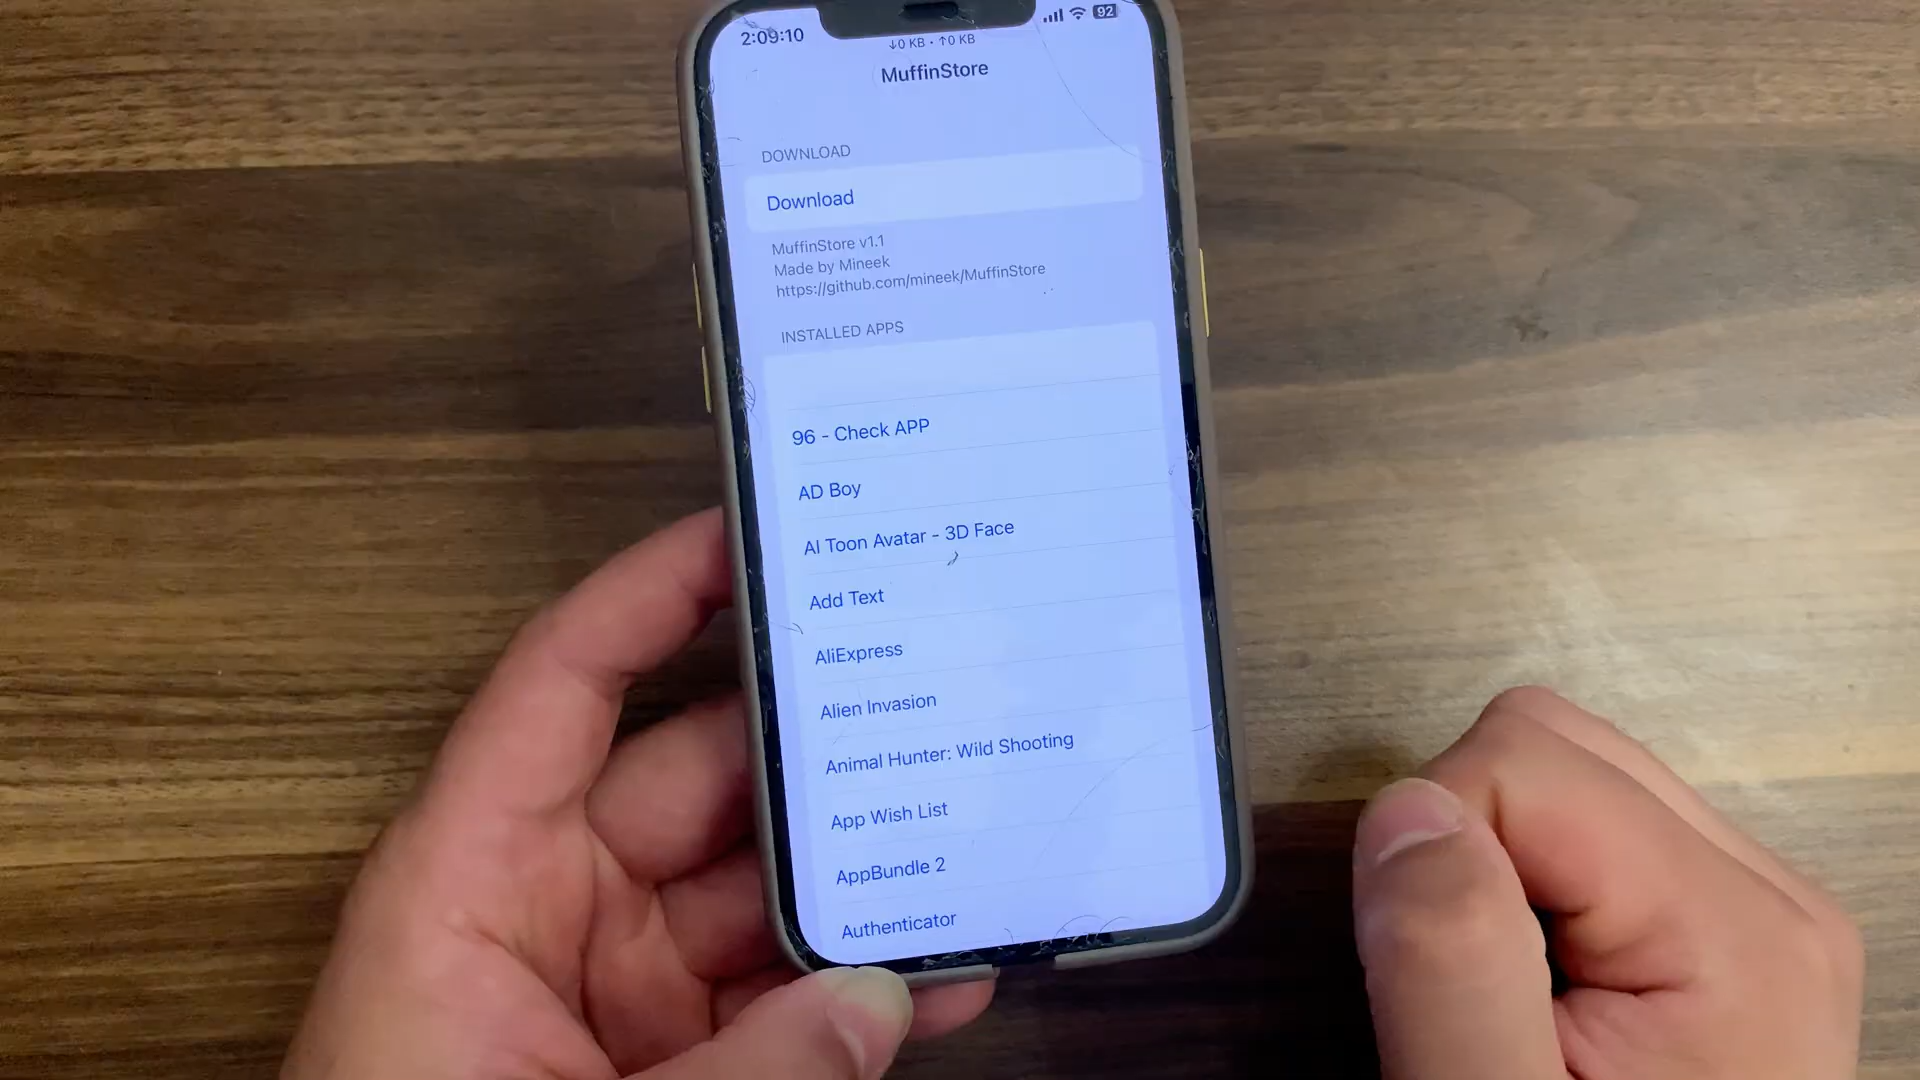 2:09:10
92
↓0 KB • ↑0 KB
MuffinStore
DOWNLOAD
Download
MuffinStore v1.1
Made by Mineek
https://github.com/mineek/MuffinStore
INSTALLED APPS
96 - Check APP
AD Boy
AI Toon Avatar - 3D Face
Add Text
AliExpress
Alien Invasion
Animal Hunter: Wild Shooting
App Wish List
AppBundle 2
Authenticator